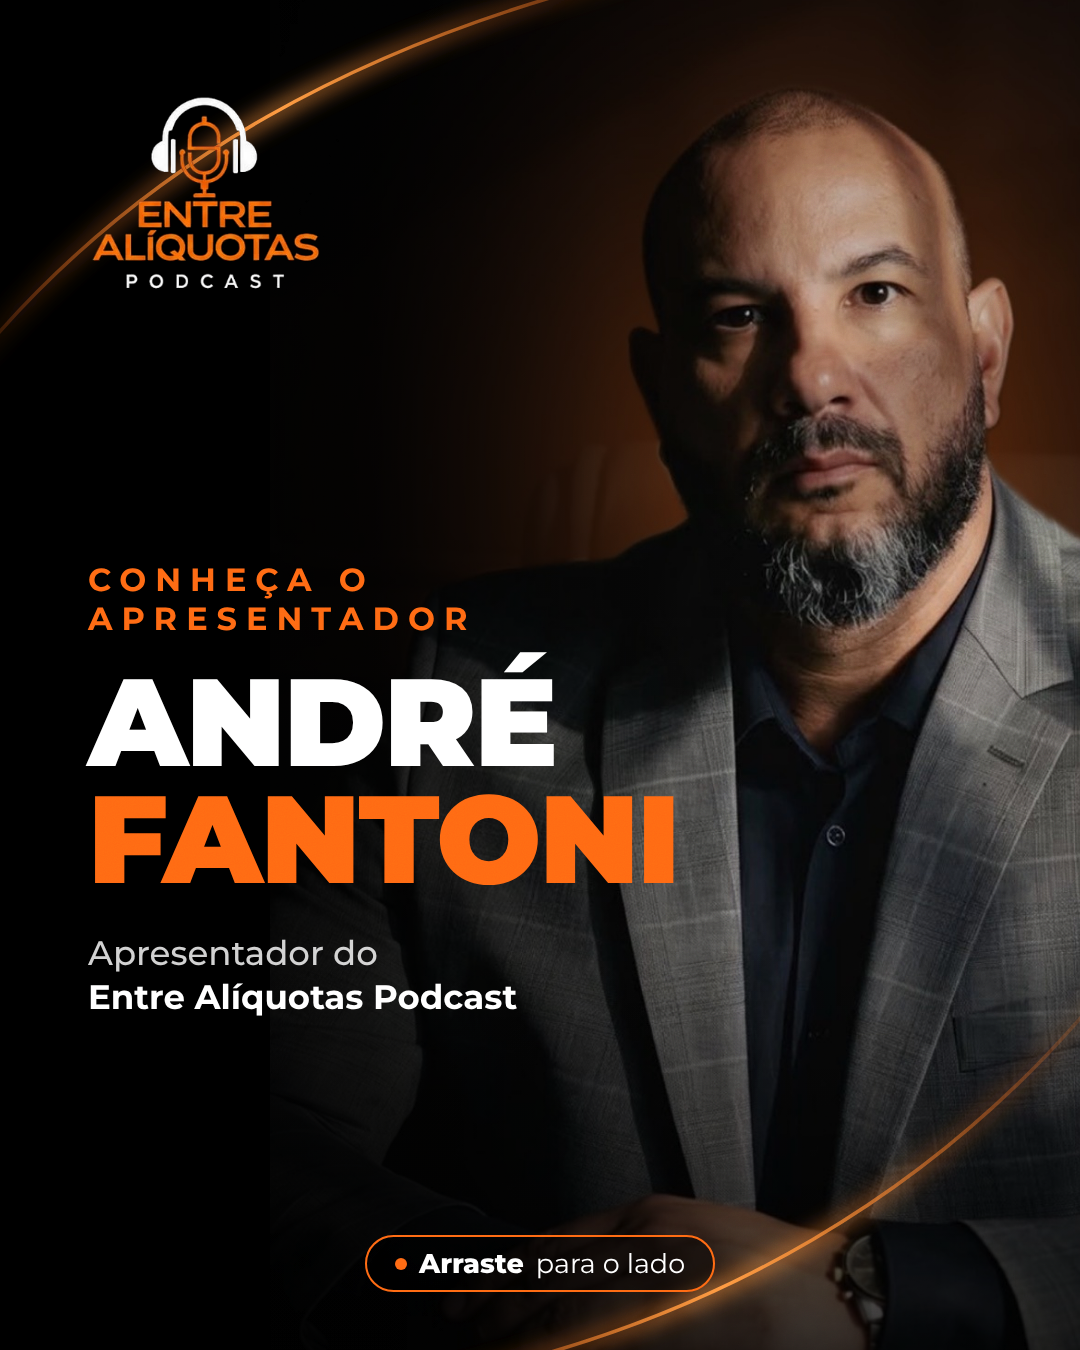 ENTRE
ALÍQUOTAS
PODCAST
CONHEÇA O
APRESENTADOR
ANDRÉ
FANTONI
Apresentador do
Entre Alíquotas Podcast
Arraste para o lado